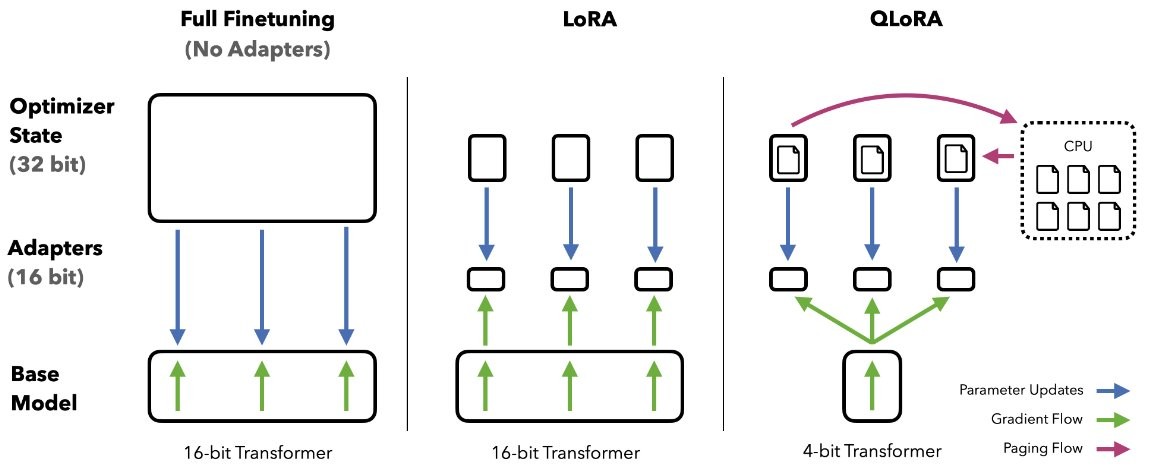 Full Finetuning
(No Adapters)
LoRA
QLoRA
Optimizer
State
(32 bit)
CPU
Adapters
(16 bit)
Base
Model
Parameter Updates
Gradient Flow
Paging Flow
16-bit Transformer
16-bit Transformer
4-bit Transformer